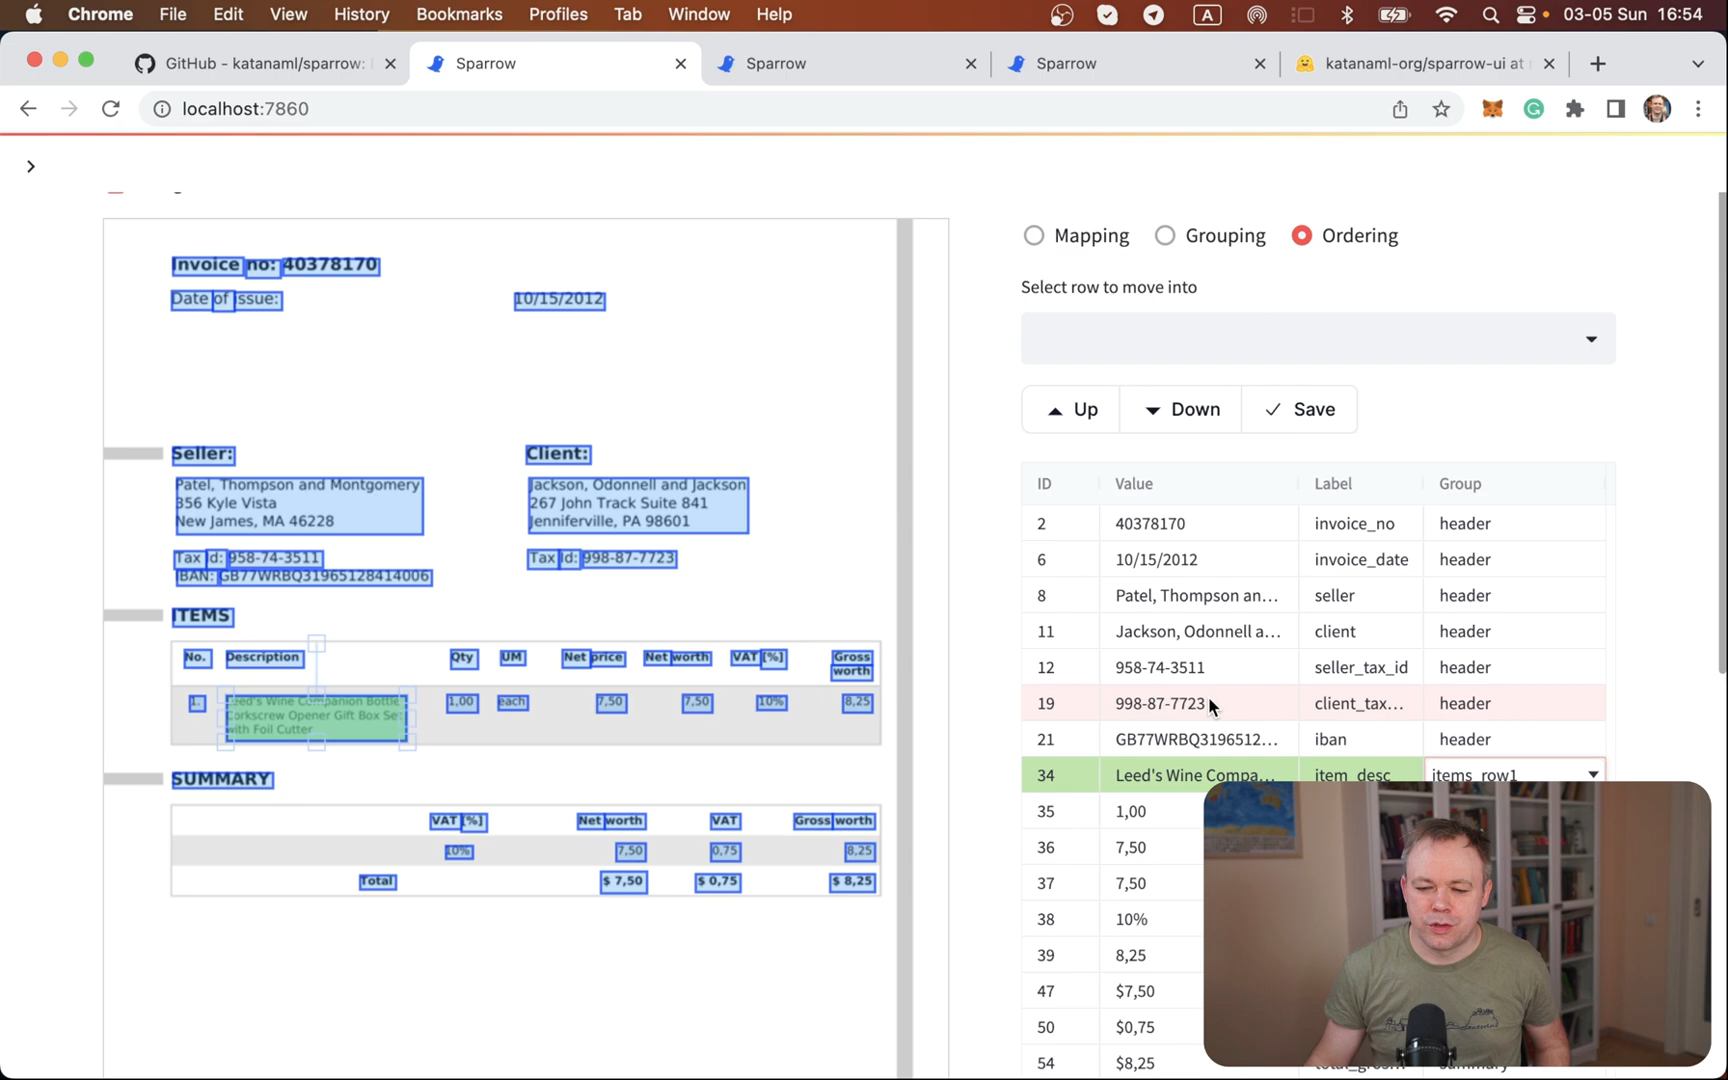 Chrome File Edit View History Bookmarks Profiles Tab Window Help A 03-05 Sun 16:54
GitHub - katanaml/sparrow: Sparrow Sparrow Sparrow katanaml-org/sparrow-ui at
localhost:7860
Mapping Grouping Ordering
Select row to move into
Up Down Save
Invoice no: 40378170
Date of issue: 10/15/2012
Seller: Client:
Patel, Thompson and Montgomery
356 Kyle Vista
New James, MA 46228
Jackson, Odonnell and Jackson
267 John Track Suite 841
Jenniferville, PA 98601
Tax Id: 958-74-3511
IBAN: GB77WRBQ31965128414006
Tax Id: 998-87-7723
ITEMS
No. Description Qty UM Net price Net worth VAT [%] Gross
worth
1. Leed's Wine Companion Bottle 1,00 each 7,50 7,50 10% 8,25
Corkscrew Opener Gift Box Set
with Foil Cutter
SUMMARY
VAT [%] Net worth VAT Gross worth
10% 7,50 0,75 8,25
Total $ 7,50 $ 0,75 $ 8,25
ID Value Label Group
2 40378170 invoice_no header
6 10/15/2012 invoice_date header
8 Patel, Thompson an... seller header
11 Jackson, Odonnell a... client header
12 958-74-3511 seller_tax_id header
19 998-87-7723 client_tax... header
21 GB77WRBQ3196512... iban header
34 Leed's Wine Compa... item_desc items_row1
35 1,00
36 7,50
37 7,50
38 10%
39 8,25
47 $7,50
50 $0,75
54 $8,25